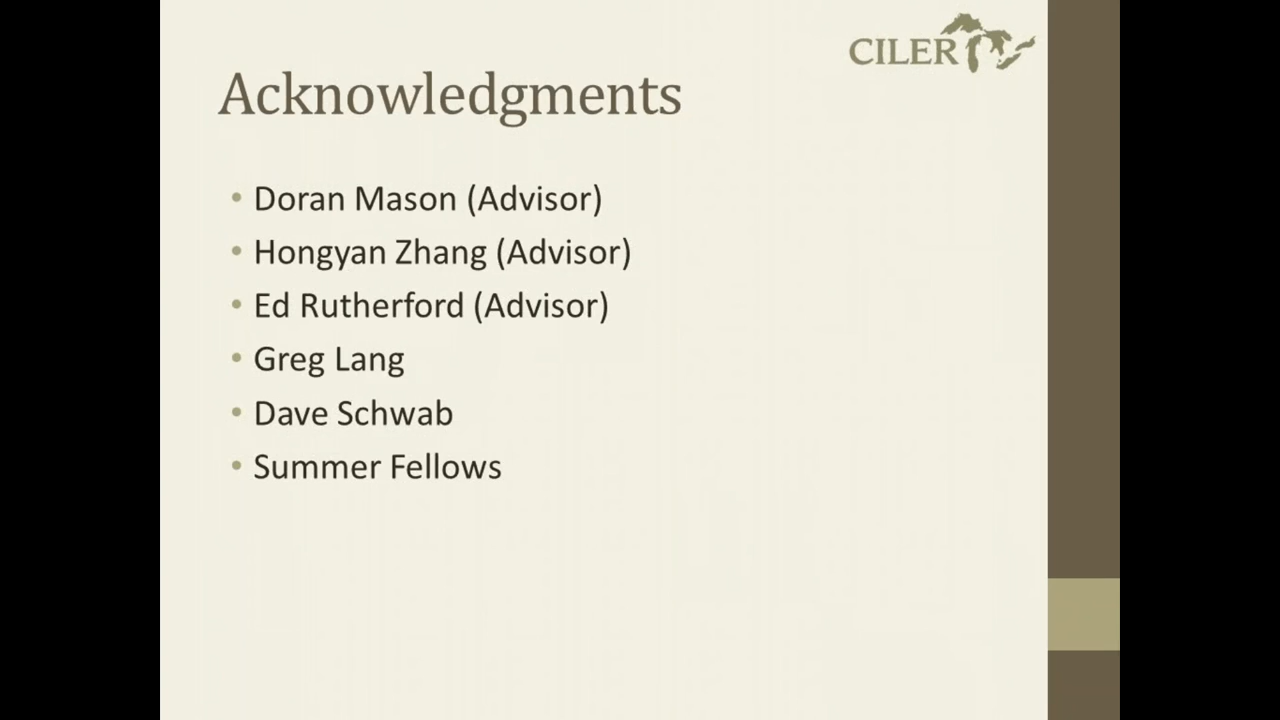 CILER
Acknowledgments
• Doran Mason (Advisor)
• Hongyan Zhang (Advisor)
• Ed Rutherford (Advisor)
• Greg Lang
• Dave Schwab
• Summer Fellows